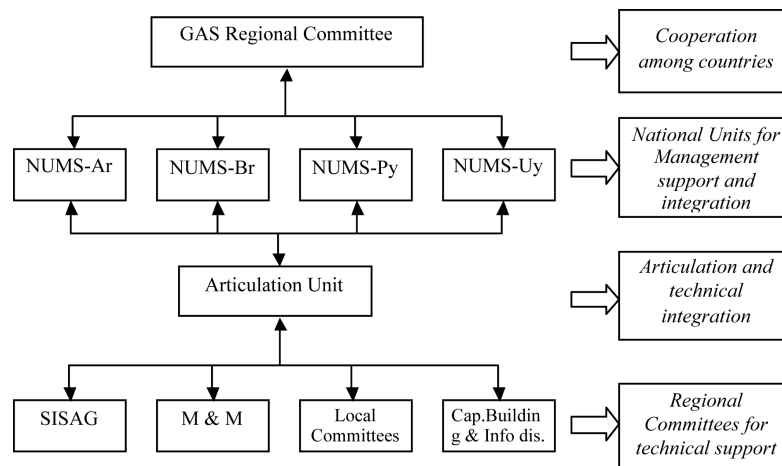 GAS Regional Committee
Cooperation
among countries
NUMS-Ar
NUMS-Br
NUMS-Py
NUMS-Uy
National Units for
Management
support and
integration
Articulation Unit
Articulation and
technical
integration
SISAG
M & M
Local
Committees
Cap.Buildin
g & Info dis.
Regional
Committees for
technical support